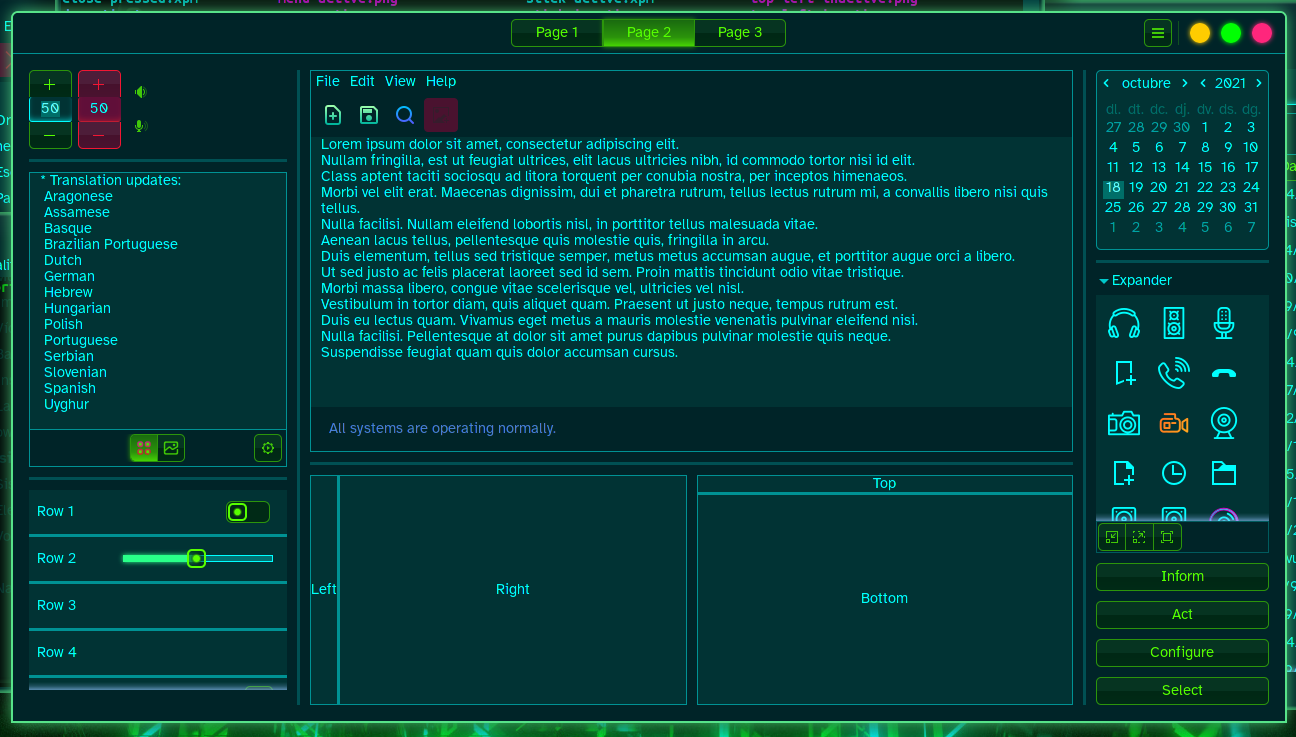 Page 1
Page 2
Page 3
50
50
* Translation updates:
Aragonese
Assamese
Basque
Brazilian Portuguese
Dutch
German
Hebrew
Hungarian
Polish
Portuguese
Serbian
Slovenian
Spanish
Uyghur
Row 1
Row 2
Row 3
Row 4
File Edit View Help
Lorem ipsum dolor sit amet, consectetur adipiscing elit.
Nullam fringilla, est ut feugiat ultrices, elit lacus ultricies nibh, id commodo tortor nisi id elit.
Class aptent taciti sociosqu ad litora torquent per conubia nostra, per inceptos himenaeos.
Morbi vel elit erat. Maecenas dignissim, dui et pharetra rutrum, tellus lectus rutrum mi, a convallis libero nisi quis
tellus.
Nulla facilisi. Nullam eleifend lobortis nisl, in porttitor tellus malesuada vitae.
Aenean lacus tellus, pellentesque quis molestie quis, fringilla in arcu.
Duis elementum, tellus sed tristique semper, metus metus accumsan augue, et porttitor augue orci a libero.
Ut sed justo ac felis placerat laoreet sed id sem. Proin mattis tincidunt odio vitae tristique.
Morbi massa libero, congue vitae scelerisque vel, ultricies vel nisl.
Vestibulum in tortor diam, quis aliquet quam. Praesent ut justo neque, tempus rutrum est.
Duis eu lectus quam. Vivamus eget metus a mauris molestie venenatis pulvinar eleifend nisi.
Nulla facilisi. Pellentesque at dolor sit amet purus dapibus pulvinar molestie quis neque.
Suspendisse feugiat quam quis dolor accumsan cursus.
All systems are operating normally.
Left
Right
Top
Bottom
octubre 2021
dl. dt. dc. dj. dv. ds. dg.
27 28 29 30 1 2 3
4 5 6 7 8 9 10
11 12 13 14 15 16 17
18 19 20 21 22 23 24
25 26 27 28 29 30 31
1 2 3 4 5 6 7
Expander
Inform
Act
Configure
Select